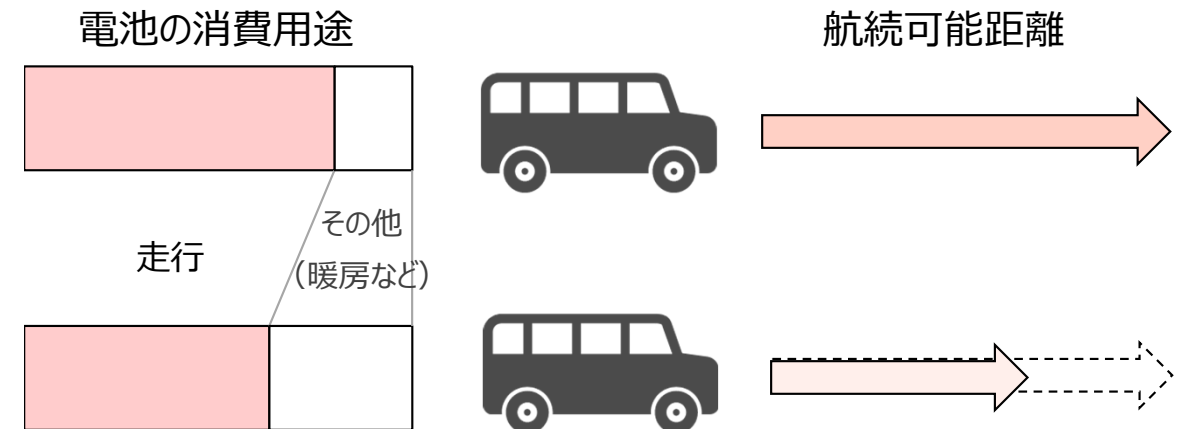 電池の消費用途
航続可能距離
その他
走行
（暖房など）